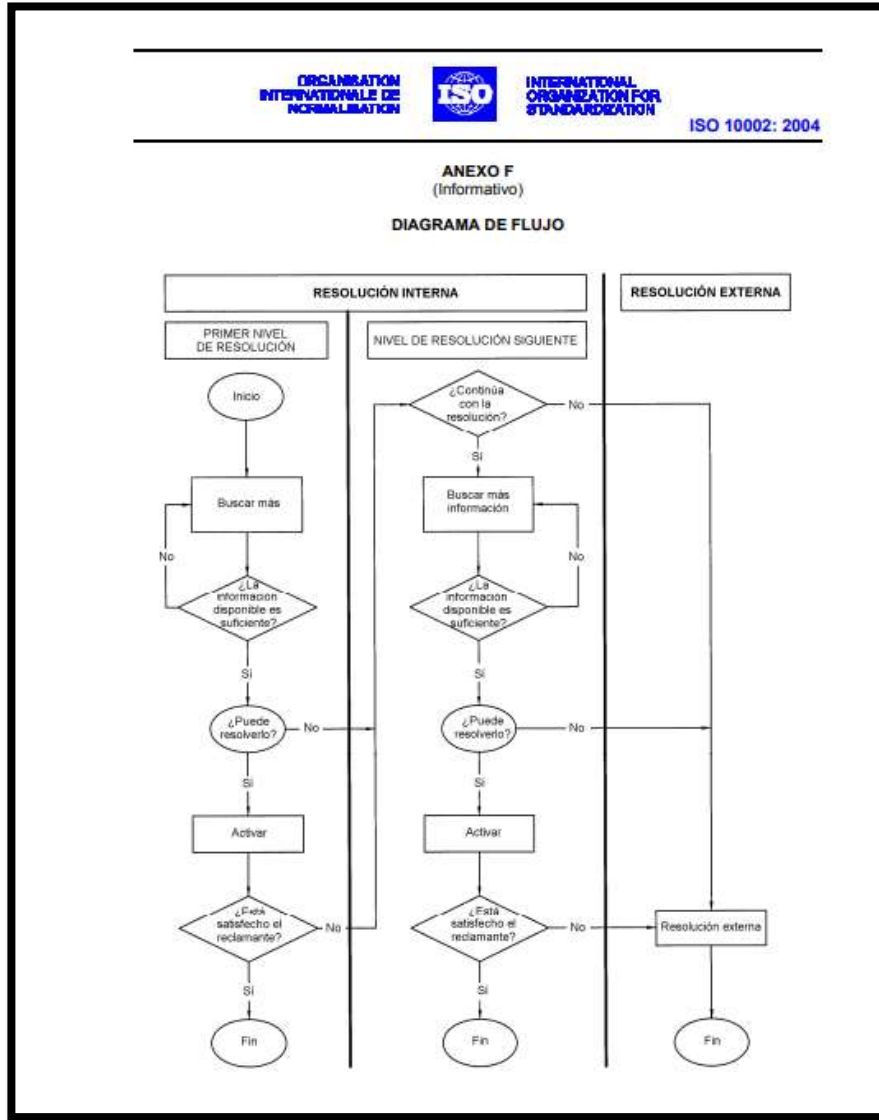 ORGANISATION
INTERNATIONALE DE
NORMALISATION
ISO
INTERNATIONAL
ORGANIZATION FOR
STANDARDIZATION
ISO 10002: 2004
ANEXO F
(Informativo)
DIAGRAMA DE FLUJO
RESOLUCIÓN INTERNA
RESOLUCIÓN EXTERNA
PRIMER NIVEL
DE RESOLUCIÓN
NIVEL DE RESOLUCIÓN SIGUIENTE
Inicio
¿Continúa
con la
resolución?
No
Sí
Buscar más
Buscar más
información
No
No
¿La
información
disponible es
suficiente?
¿La
información
disponible es
suficiente?
Sí
Sí
¿Puede
resolverlo?
No
¿Puede
resolverlo?
No
Sí
Sí
Activar
Activar
¿Está
satisfecho el
reclamante?
No
¿Está
satisfecho el
reclamante?
No
Resolución externa
Sí
Sí
Fin
Fin
Fin